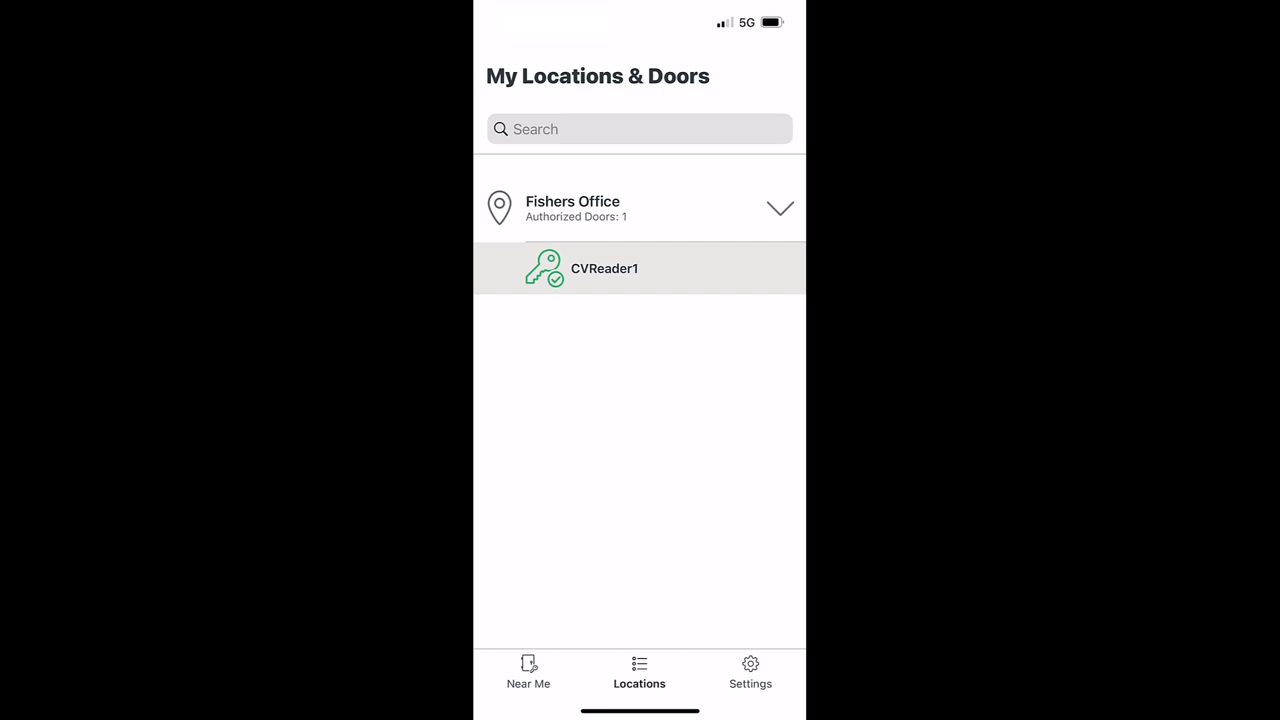 5G
My Locations & Doors
Search
Fishers Office
Authorized Doors: 1
CVReader1
Near Me
Locations
Settings